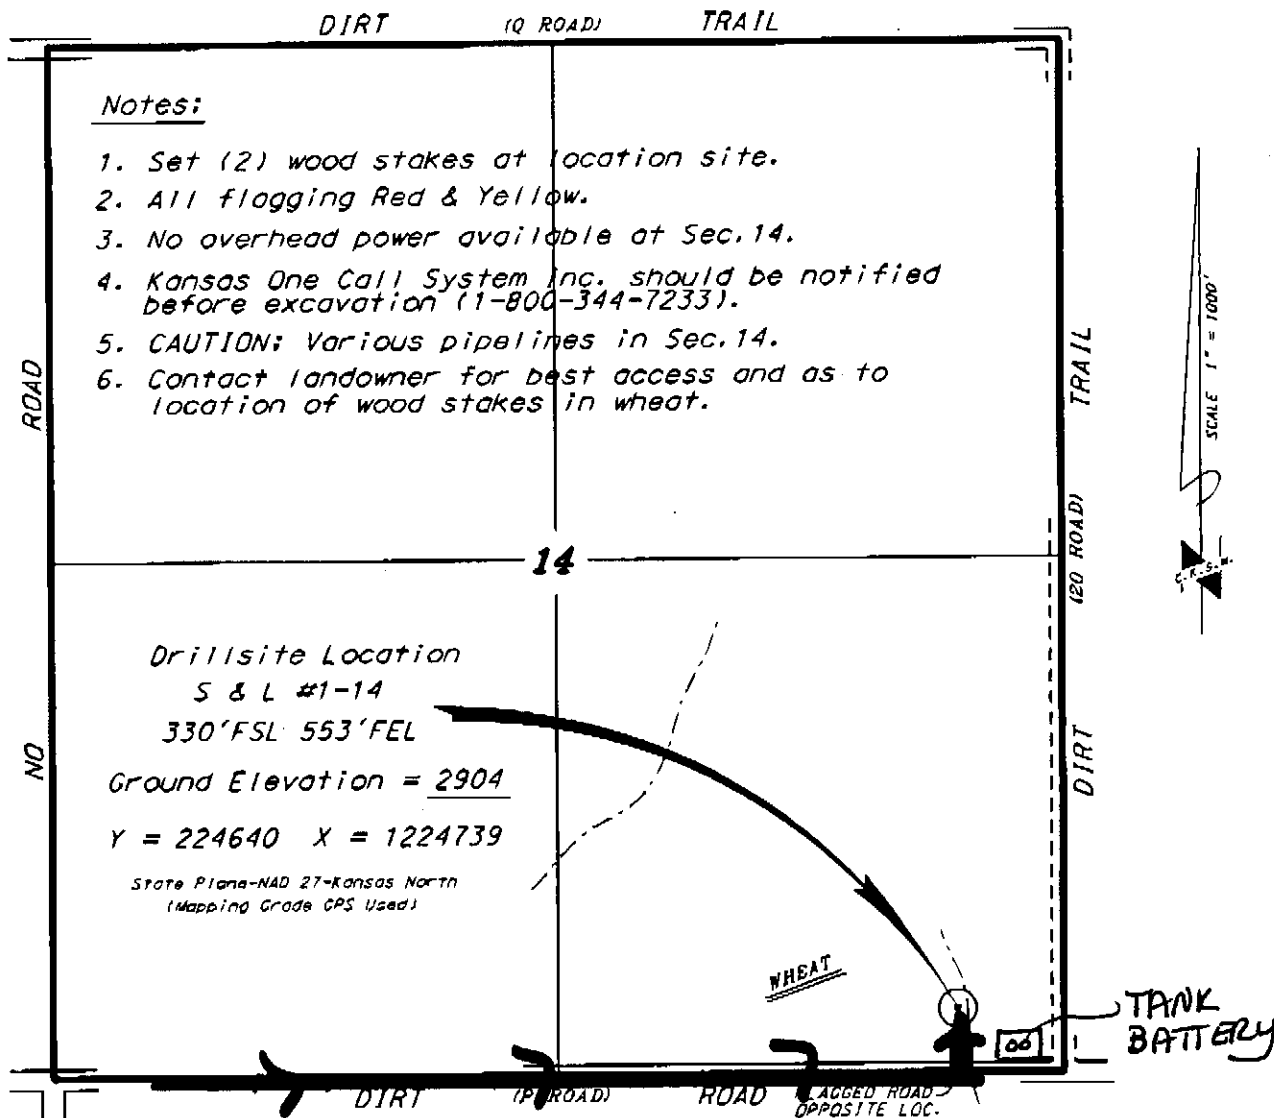 DIRT (Q ROAD) TRAIL
Notes:
1. Set (2) wood stakes at location site.
2. All flagging Red & Yellow.
3. No overhead power available at Sec.14.
4. Kansas One Call System Inc. should be notified
before excavation (1-800-344-7233).
5. CAUTION: Various pipelines in Sec.14.
6. Contact landowner for best access and as to
location of wood stakes in wheat.
NO ROAD
DIRT (20 ROAD) TRAIL
SCALE 1" = 1000'
C.K.S.W.
14
Drillsite Location
S & L #1-14
330'FSL 553'FEL
Ground Elevation = 2904
Y = 224640 X = 1224739
State Plane-NAD 27-Kansas North
(Mapping Grade GPS Used)
WHEAT
TANK
BATTERY
DIRT (P ROAD) ROAD
FLAGGED ROAD
OPPOSITE LOC.